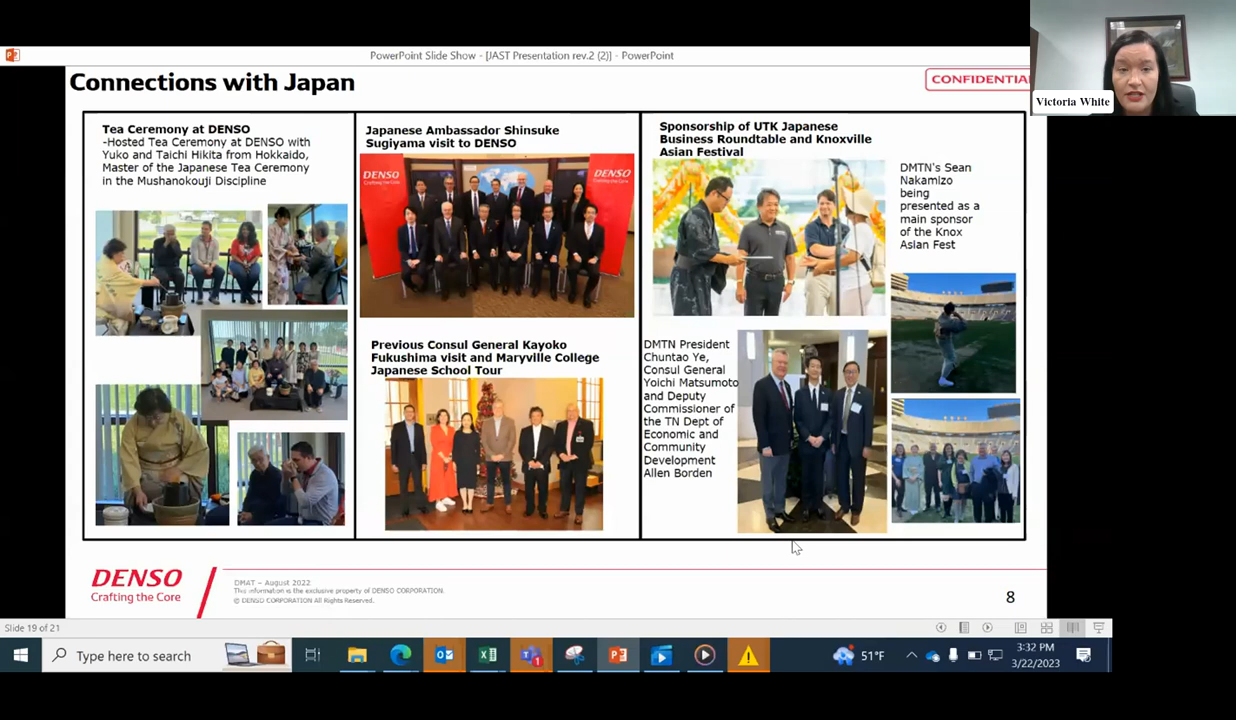 PowerPoint Slide Show - [JAST Presentation rev.2 (2)] - PowerPoint
Connections with Japan
CONFIDENTIA
Victoria White
Tea Ceremony at DENSO
-Hosted Tea Ceremony at DENSO with
Yuko and Taichi Hikita from Hokkaido,
Master of the Japanese Tea Ceremony
in the Mushanokouji Discipline
Japanese Ambassador Shinsuke
Sugiyama visit to DENSO
DENSO
Crafting the Core
DENSO
Crafting the Core
Previous Consul General Kayoko
Fukushima visit and Maryville College
Japanese School Tour
Sponsorship of UTK Japanese
Business Roundtable and Knoxville
Asian Festival
DMTN's Sean
Nakamizo
being
presented as a
main sponsor
of the Knox
Asian Fest
DMTN President
Chuntao Ye,
Consul General
Yoichi Matsumoto
and Deputy
Commissioner of
the TN Dept of
Economic and
Community
Development
Allen Borden
DENSO
Crafting the Core
DMAT – August 2022
This information is the exclusive property of DENSO CORPORATION.
© DENSO CORPORATION All Rights Reserved.
8
Slide 19 of 21
Type here to search
1
51°F
3:32 PM
3/22/2023